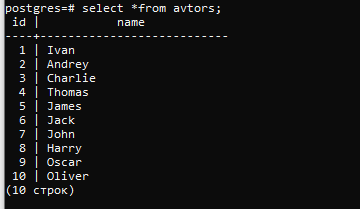 postgres=# select *from avtors;
 id |            name
----+----------------------------
  1 | Ivan
  2 | Andrey
  3 | Charlie
  4 | Thomas
  5 | James
  6 | Jack
  7 | John
  8 | Harry
  9 | Oscar
 10 | Oliver
(10 строк)